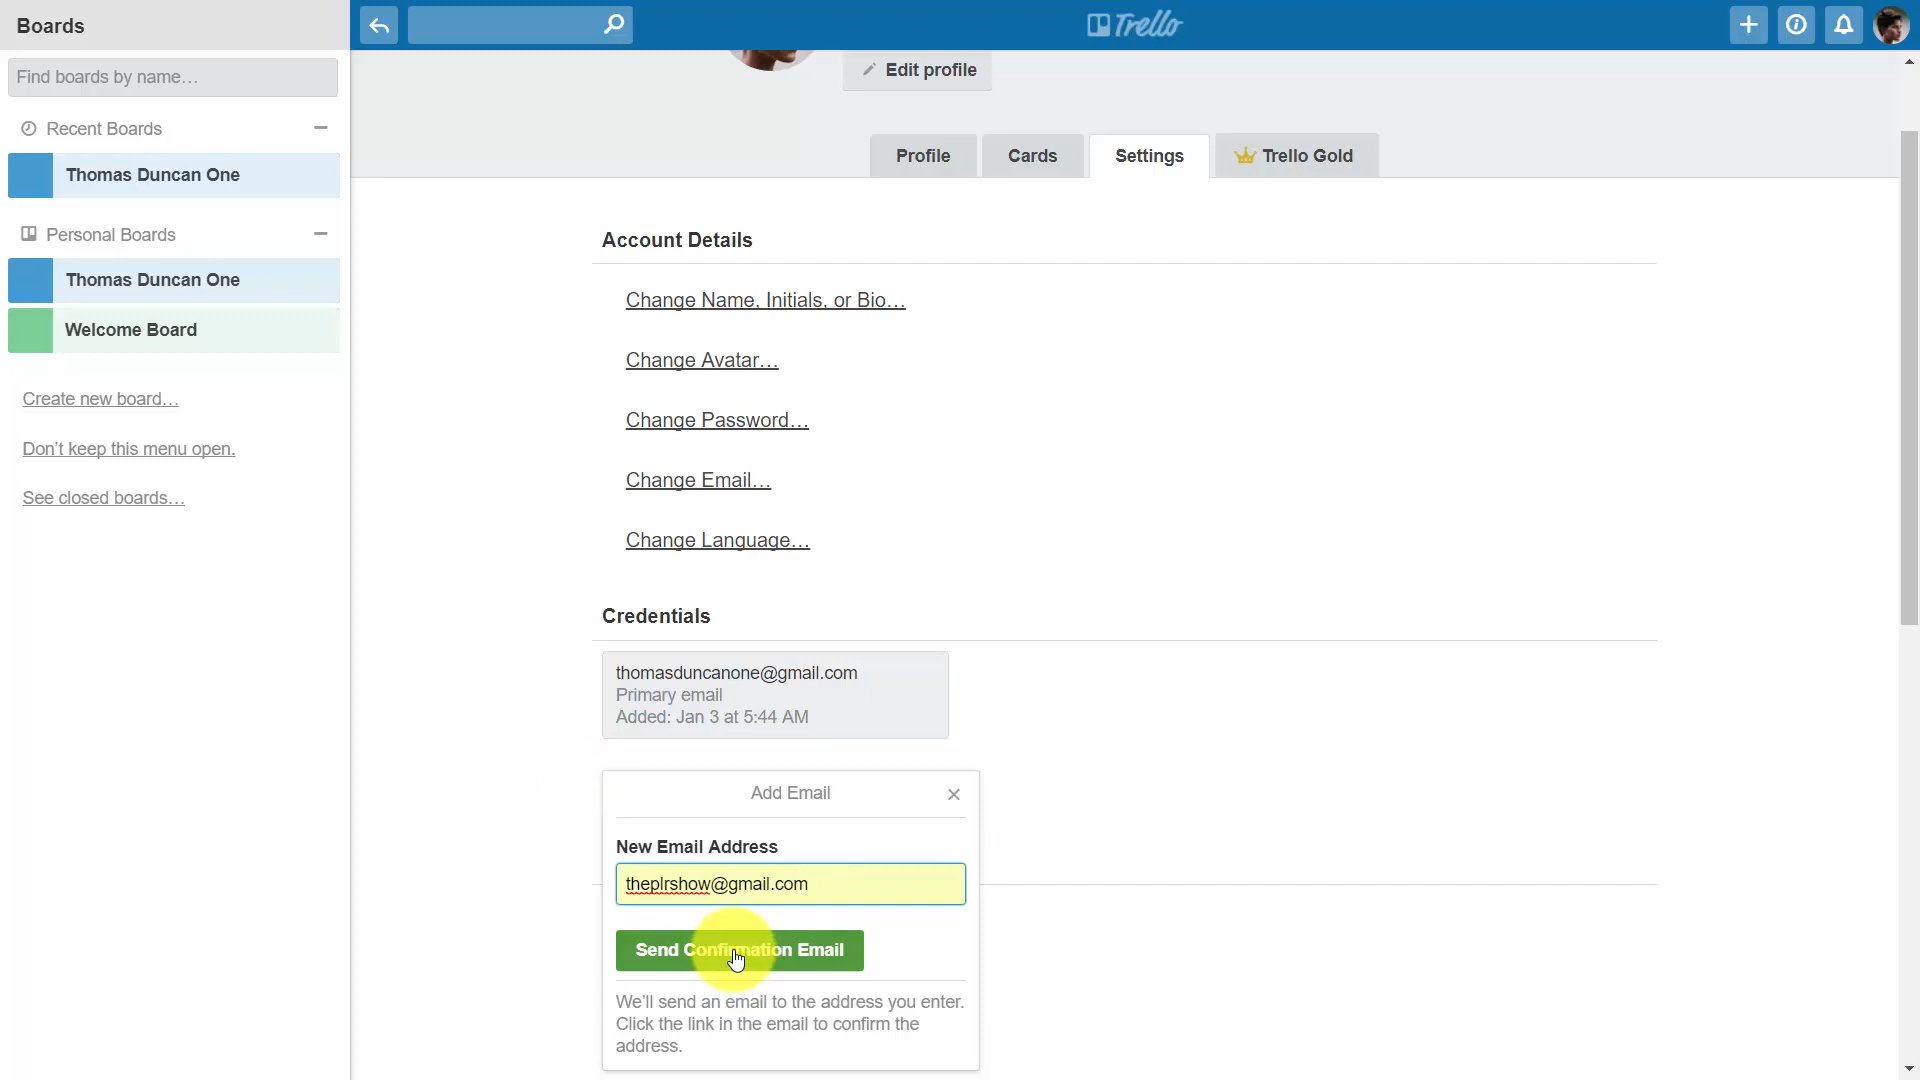 Boards
Trello
Find boards by name…
Edit profile
Recent Boards
Thomas Duncan One
Profile
Cards
Settings
Trello Gold
Personal Boards
Thomas Duncan One
Welcome Board
Create new board…
Don’t keep this menu open.
See closed boards…
Account Details
Change Name, Initials, or Bio…
Change Avatar…
Change Password…
Change Email…
Change Language…
Credentials
thomasduncanone@gmail.com
Primary email
Added: Jan 3 at 5:44 AM
Add Email
New Email Address
theplrshow@gmail.com
Send Confirmation Email
We’ll send an email to the address you enter.
Click the link in the email to confirm the
address.